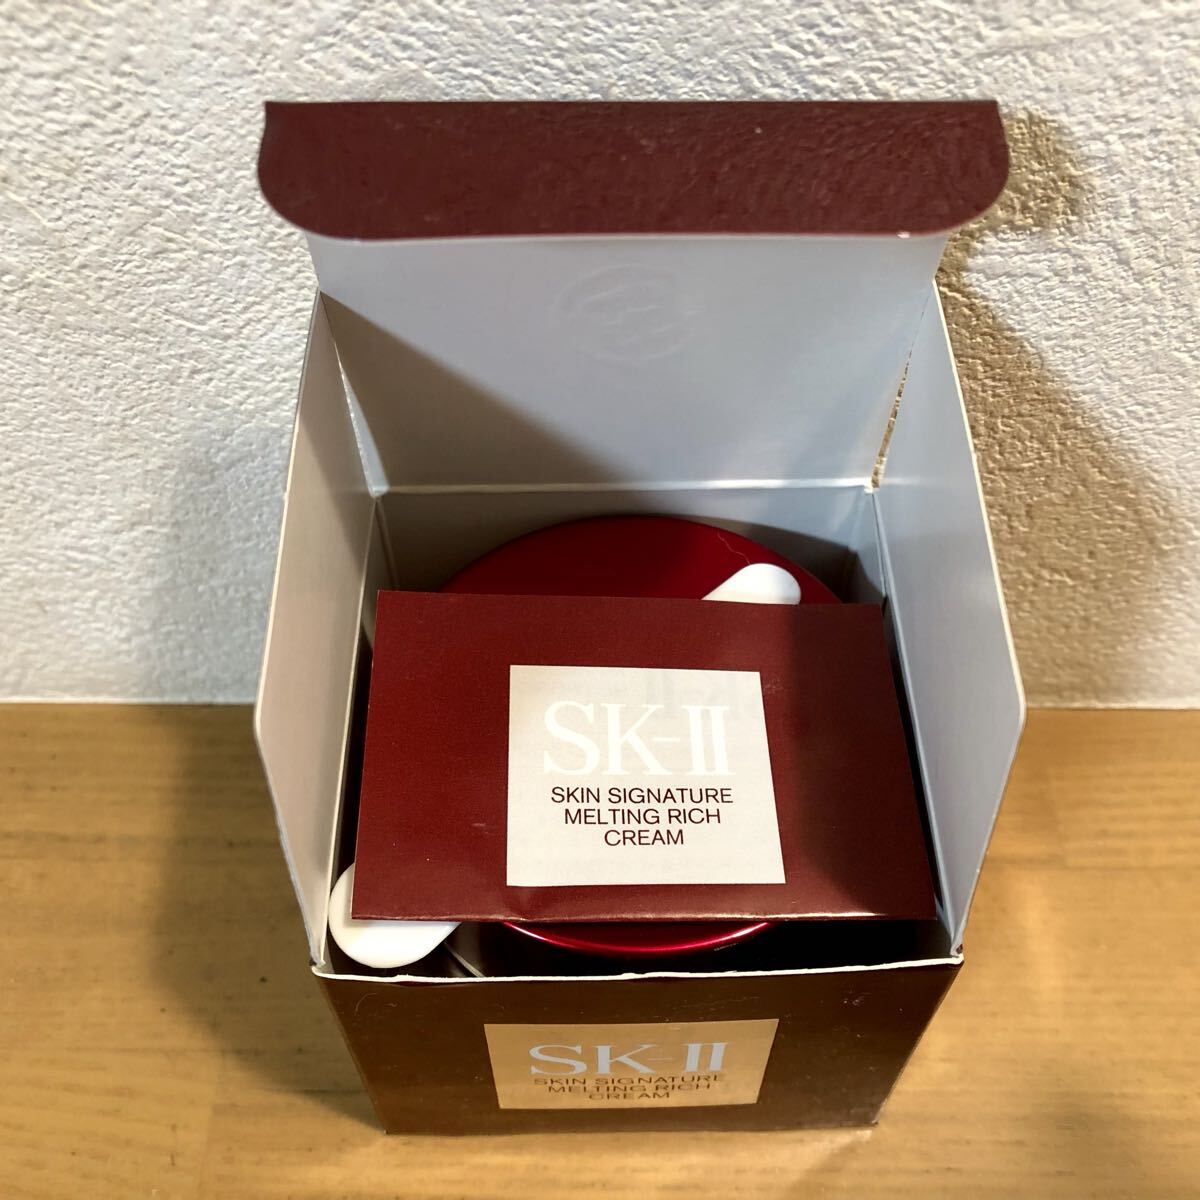 SK-II
SKIN SIGNATURE
MELTING RICH
CREAM
SK-II
SKIN SIGNATURE
MELTING RICH
CREAM